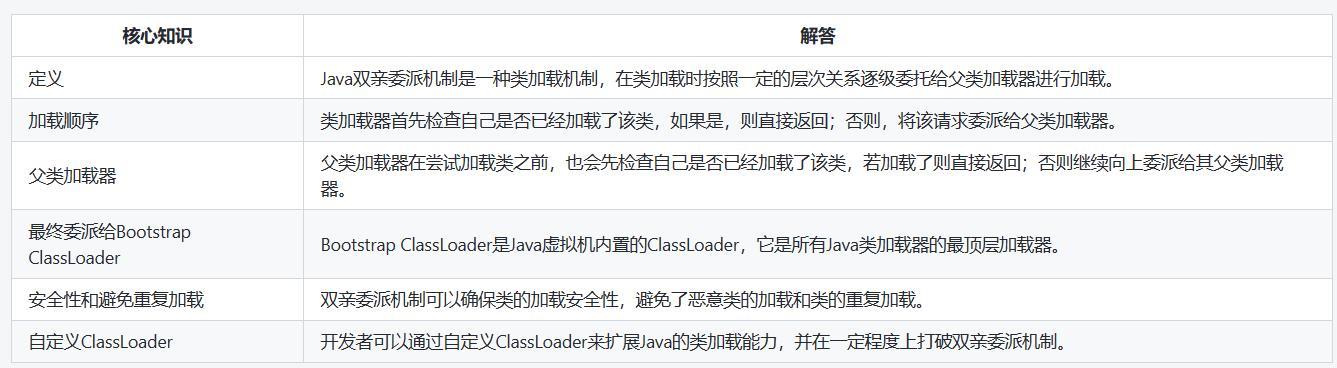 核心知识 解答
定义 Java双亲委派机制是一种类加载机制，在类加载时按照一定的层次关系逐级委托给父类加载器进行加载。
加载顺序 类加载器首先检查自己是否已经加载了该类，如果是，则直接返回；否则，将该请求委派给父类加载器。
父类加载器 父类加载器在尝试加载类之前，也会先检查自己是否已经加载了该类，若加载了则直接返回；否则继续向上委派给其父类加载
器。
最终委派给Bootstrap
ClassLoader
Bootstrap ClassLoader是Java虚拟机内置的ClassLoader，它是所有Java类加载器的最顶层加载器。
安全性和避免重复加载 双亲委派机制可以确保类的加载安全性，避免了恶意类的加载和类的重复加载。
自定义ClassLoader 开发者可以通过自定义ClassLoader来扩展Java的类加载能力，并在一定程度上打破双亲委派机制。